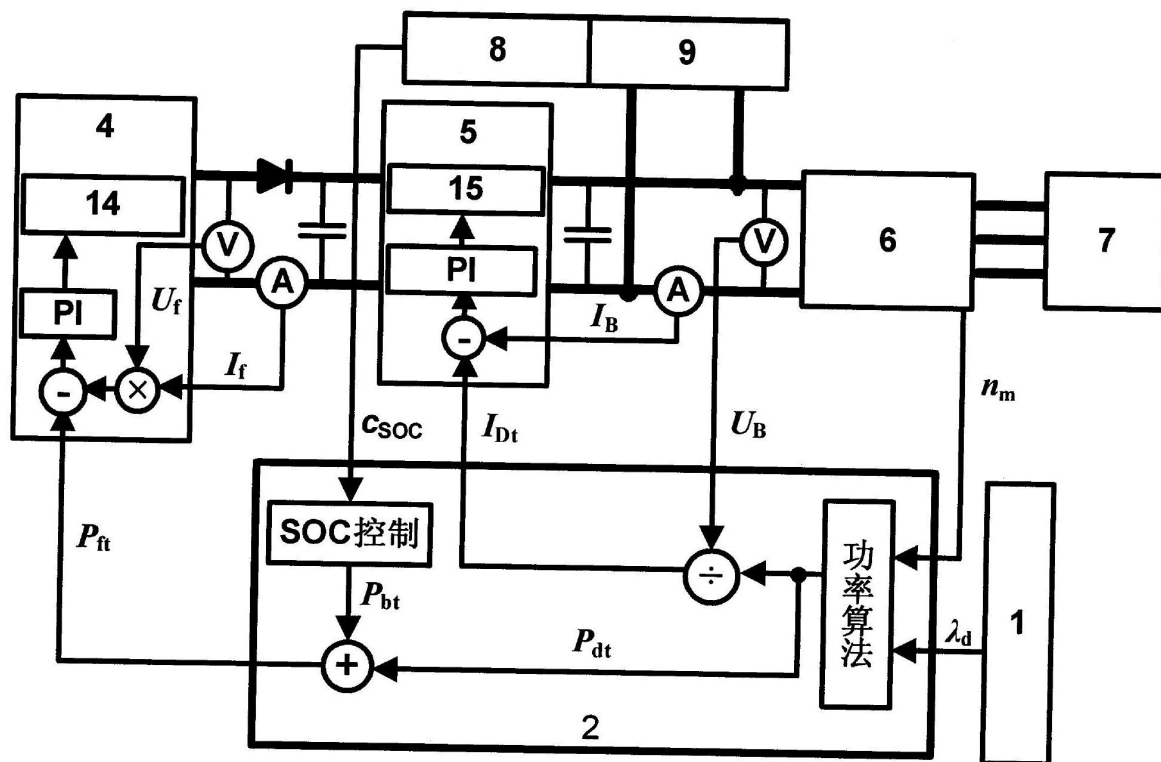 8
9
4
5
14
15
V
V
6
7
A
PI
A
PI
U_f
I_B
-
-
×
I_f
n_m
c_SOC
I_Dt
U_B
SOC控制
功率算法
P_ft
÷
1
P_bt
λ_d
P_dt
+
2